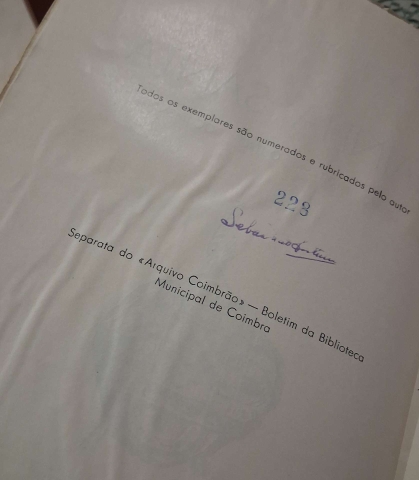 Todos os exemplares são numerados e rubricados pelo autor
223
Separata do «Arquivo Coimbrão» — Boletim da Biblioteca
Municipal de Coimbra